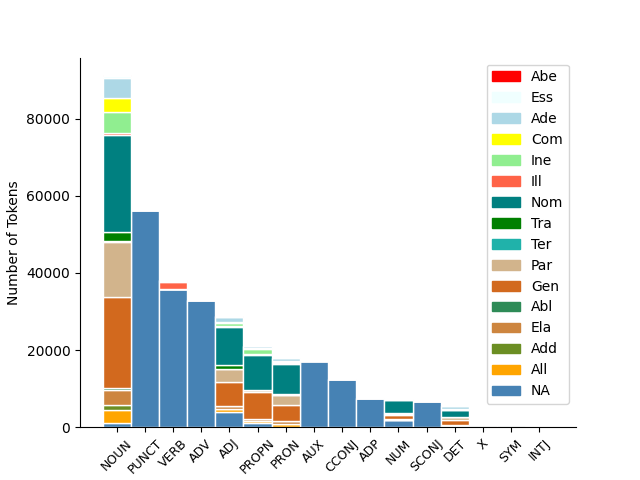 Number of Tokens
80000
60000
40000
20000
0
NOUN
PUNCT
VERB
ADV
ADJ
PROPN
PRON
AUX
CCONJ
ADP
NUM
SCONJ
DET
X
SYM
INTJ
Abe
Ess
Ade
Com
Ine
Ill
Nom
Tra
Ter
Par
Gen
Abl
Ela
Add
All
NA